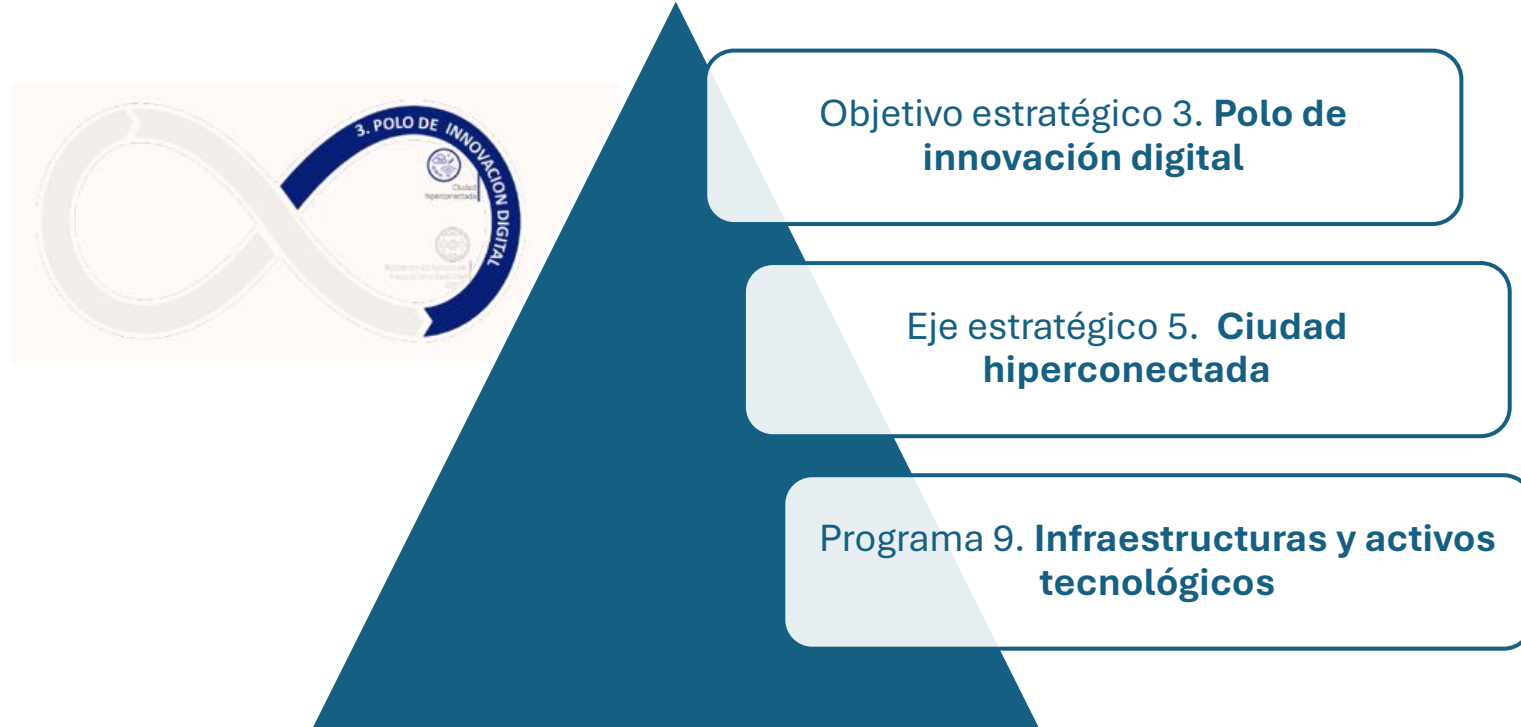 3. POLO DE INNOVACION DIGITAL
Ciudad
hiperconectada
Objetivo estratégico 3. Polo de
innovación digital
Eje estratégico 5. Ciudad
hiperconectada
Programa 9. Infraestructuras y activos
tecnológicos